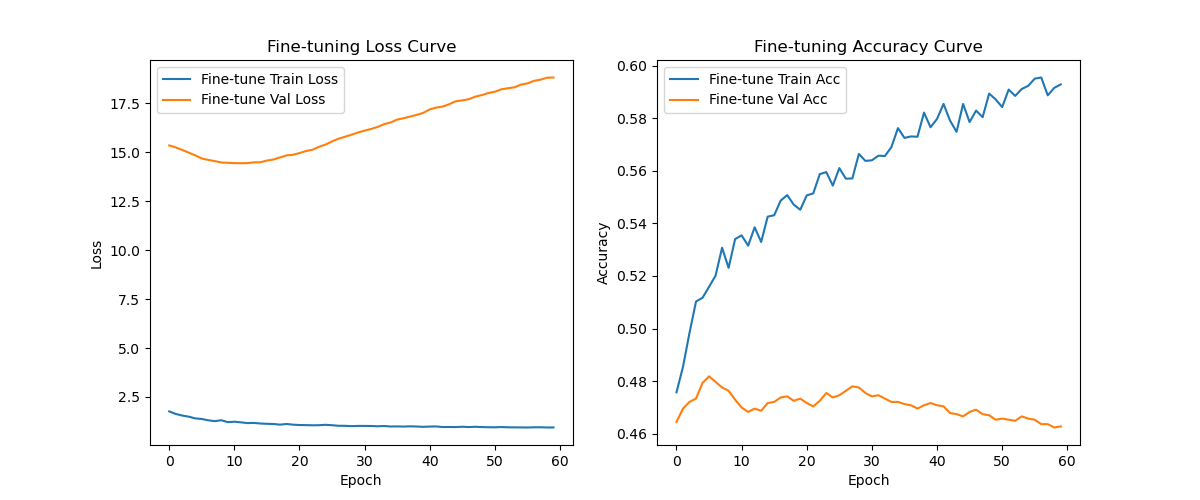 Fine-tuning Loss Curve
Fine-tune Train Loss
Fine-tune Val Loss
17.5
15.0
12.5
10.0
7.5
5.0
2.5
Loss
0 10 20 30 40 50 60
Epoch
Fine-tuning Accuracy Curve
Fine-tune Train Acc
Fine-tune Val Acc
0.60
0.58
0.56
0.54
0.52
0.50
0.48
0.46
Accuracy
0 10 20 30 40 50 60
Epoch